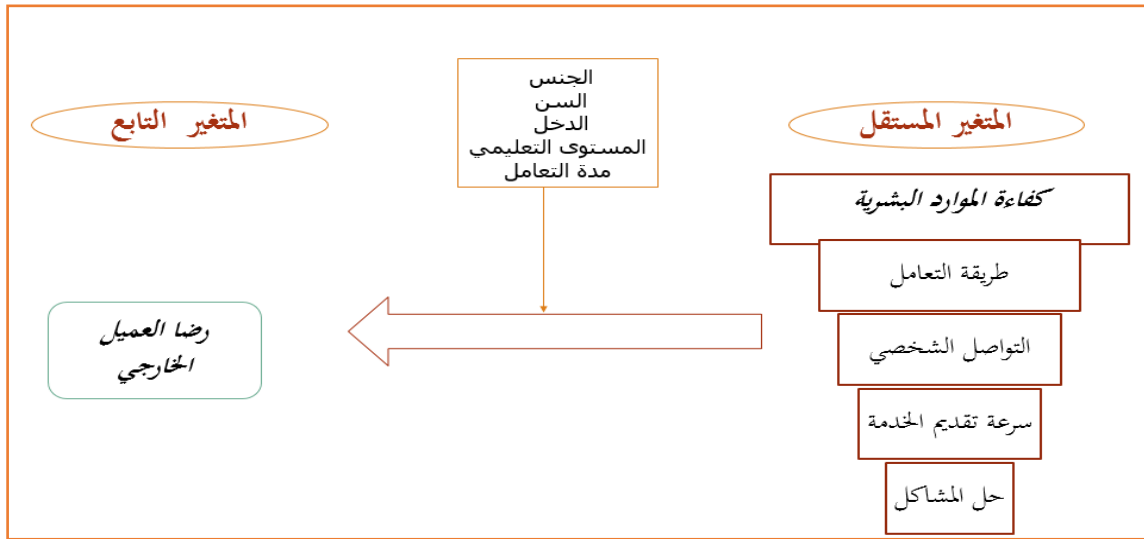 المتغير المستقل
كفاءة الموارد البشرية
طريقة التعامل
التواصل الشخصي
سرعة تقديم الخدمة
حل المشاكل
الجنس
السن
الدخل
المستوى التعليمي
مدة التعامل
المتغير التابع
رضا العميل
الخارجي